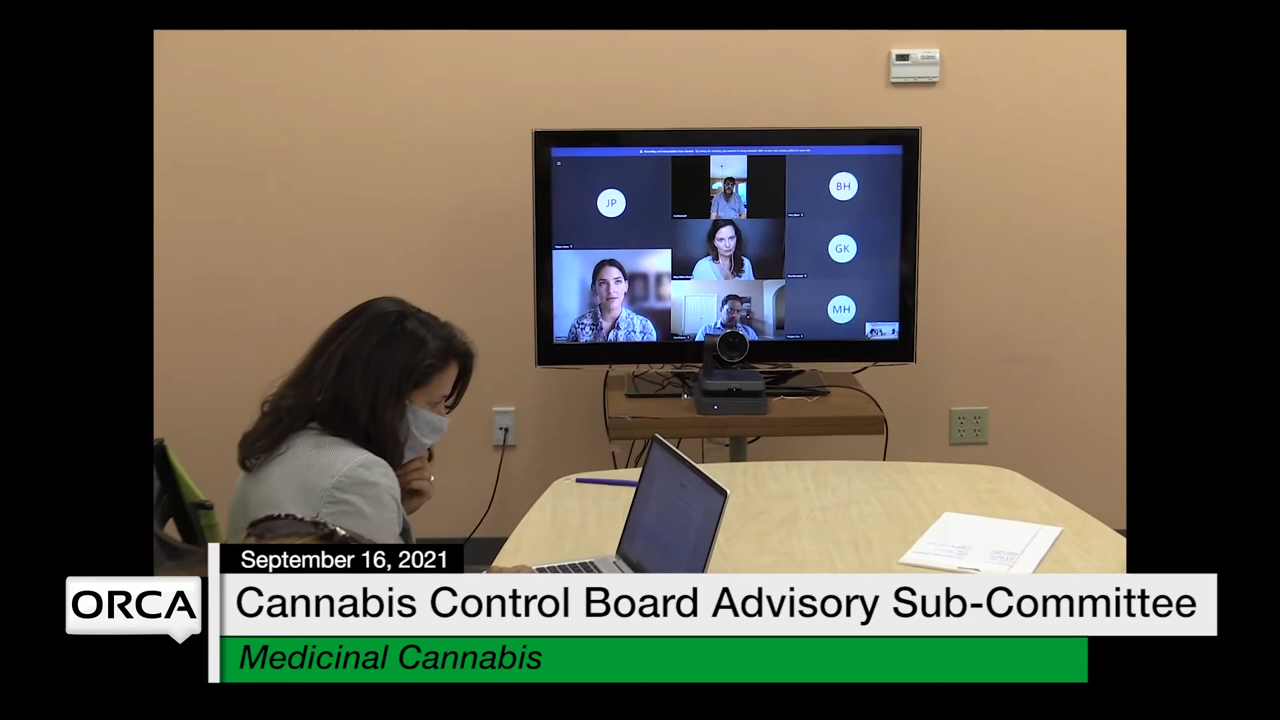 JP
BH
GK
MH
September 16, 2021
ORCA
Cannabis Control Board Advisory Sub-Committee
Medicinal Cannabis